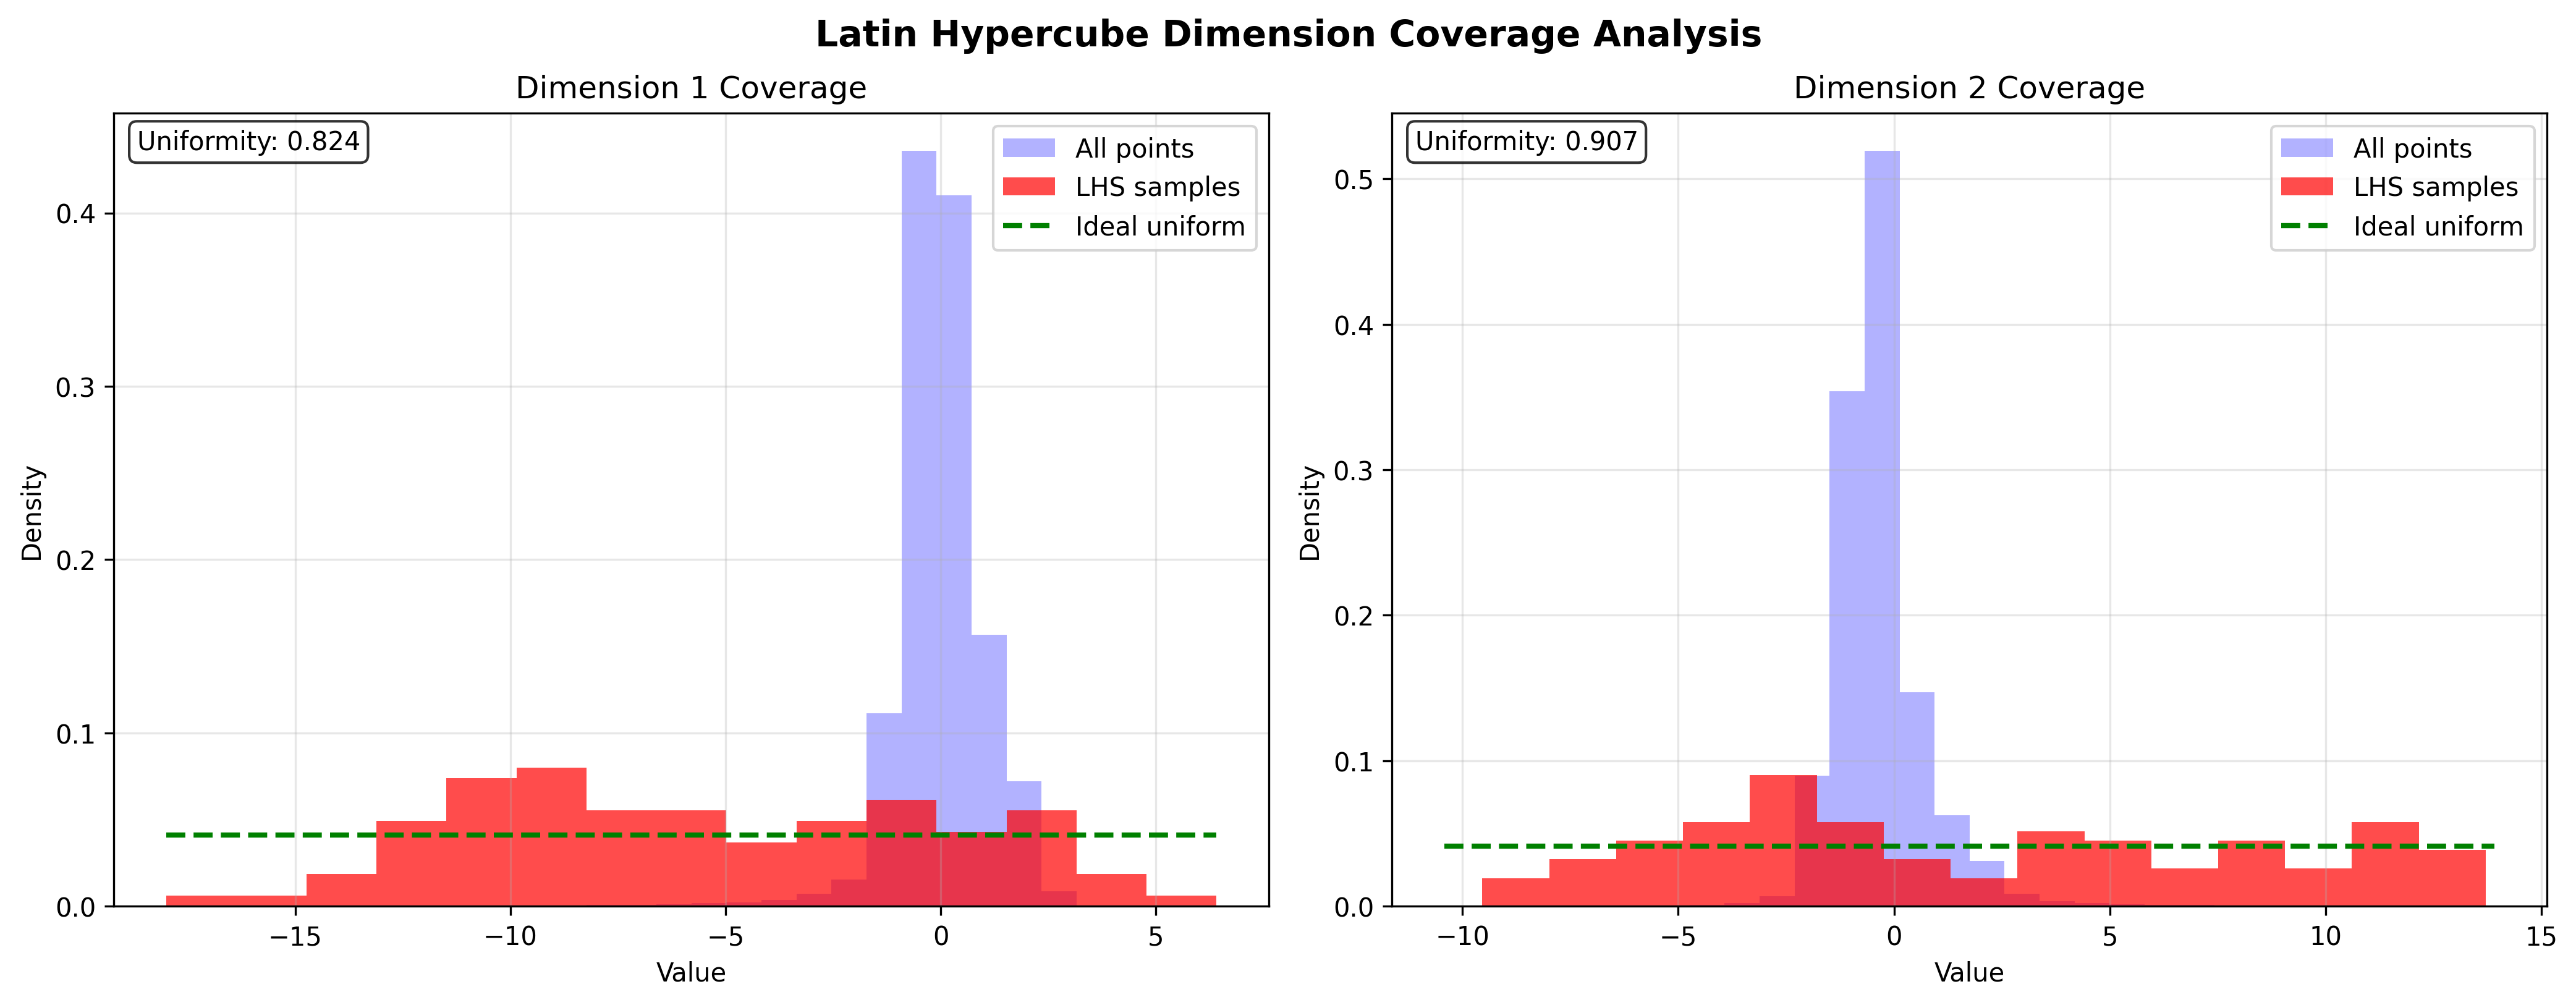 Latin Hypercube Dimension Coverage Analysis
Dimension 1 Coverage
Uniformity: 0.824
All points
LHS samples
Ideal uniform
Density
0.4
0.3
0.2
0.1
0.0
−15
−10
−5
0
5
Value
Dimension 2 Coverage
Uniformity: 0.907
All points
LHS samples
Ideal uniform
Density
0.5
0.4
0.3
0.2
0.1
0.0
−10
−5
0
5
10
15
Value